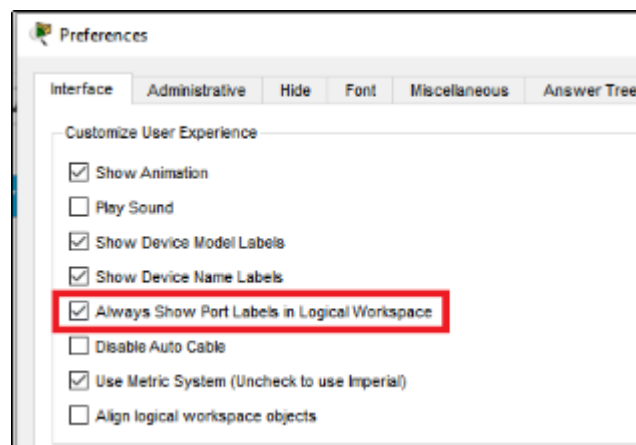 Preferences
Interface Administrative Hide Font Miscellaneous Answer Tree
Customize User Experience
Show Animation
Play Sound
Show Device Model Labels
Show Device Name Labels
Always Show Port Labels in Logical Workspace
Disable Auto Cable
Use Metric System (Uncheck to use Imperial)
Align logical workspace objects